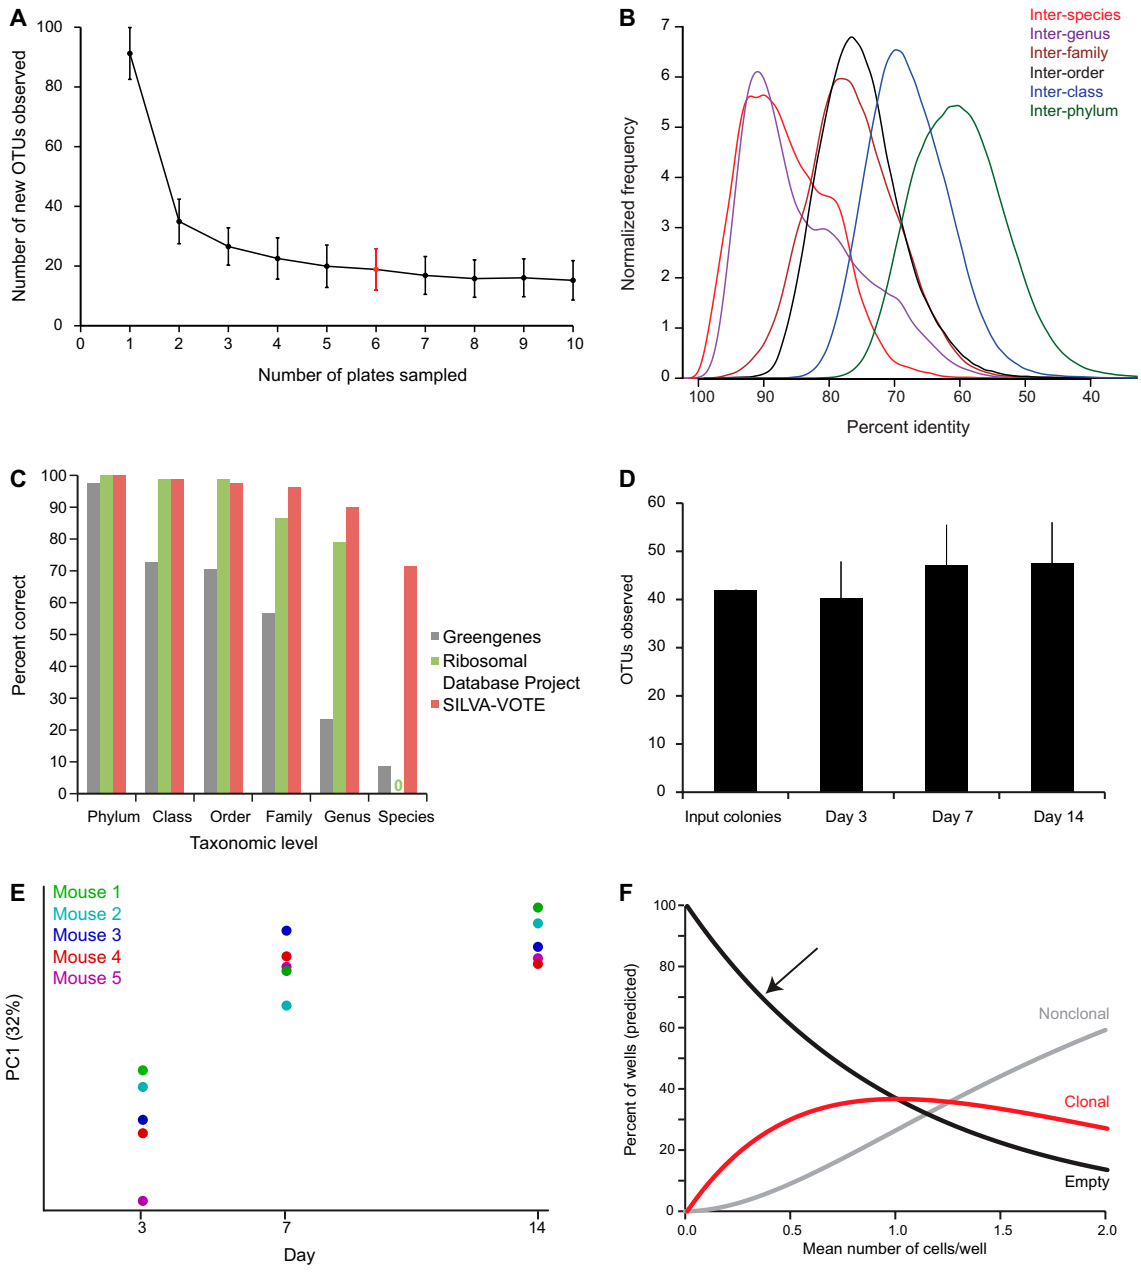 A
Number of new OTUs observed
100
80
60
40
20
0
0 1 2 3 4 5 6 7 8 9 10
Number of plates sampled
B
Normalized frequency
7
6
5
4
3
2
1
0
100 90 80 70 60 50 40
Percent identity
Inter-species
Inter-genus
Inter-family
Inter-order
Inter-class
Inter-phylum
C
Percent correct
100
90
80
70
60
50
40
30
20
10
0
0
Phylum Class Order Family Genus Species
Taxonomic level
Greengenes
Ribosomal
Database Project
SILVA-VOTE
D
OTUs observed
60
50
40
30
20
10
0
Input colonies Day 3 Day 7 Day 14
E
Mouse 1
Mouse 2
Mouse 3
Mouse 4
Mouse 5
PC1 (32%)
3 7 14
Day
F
Percent of wells (predicted)
100
80
60
40
20
0
Nonclonal
Clonal
Empty
0.0 0.5 1.0 1.5 2.0
Mean number of cells/well